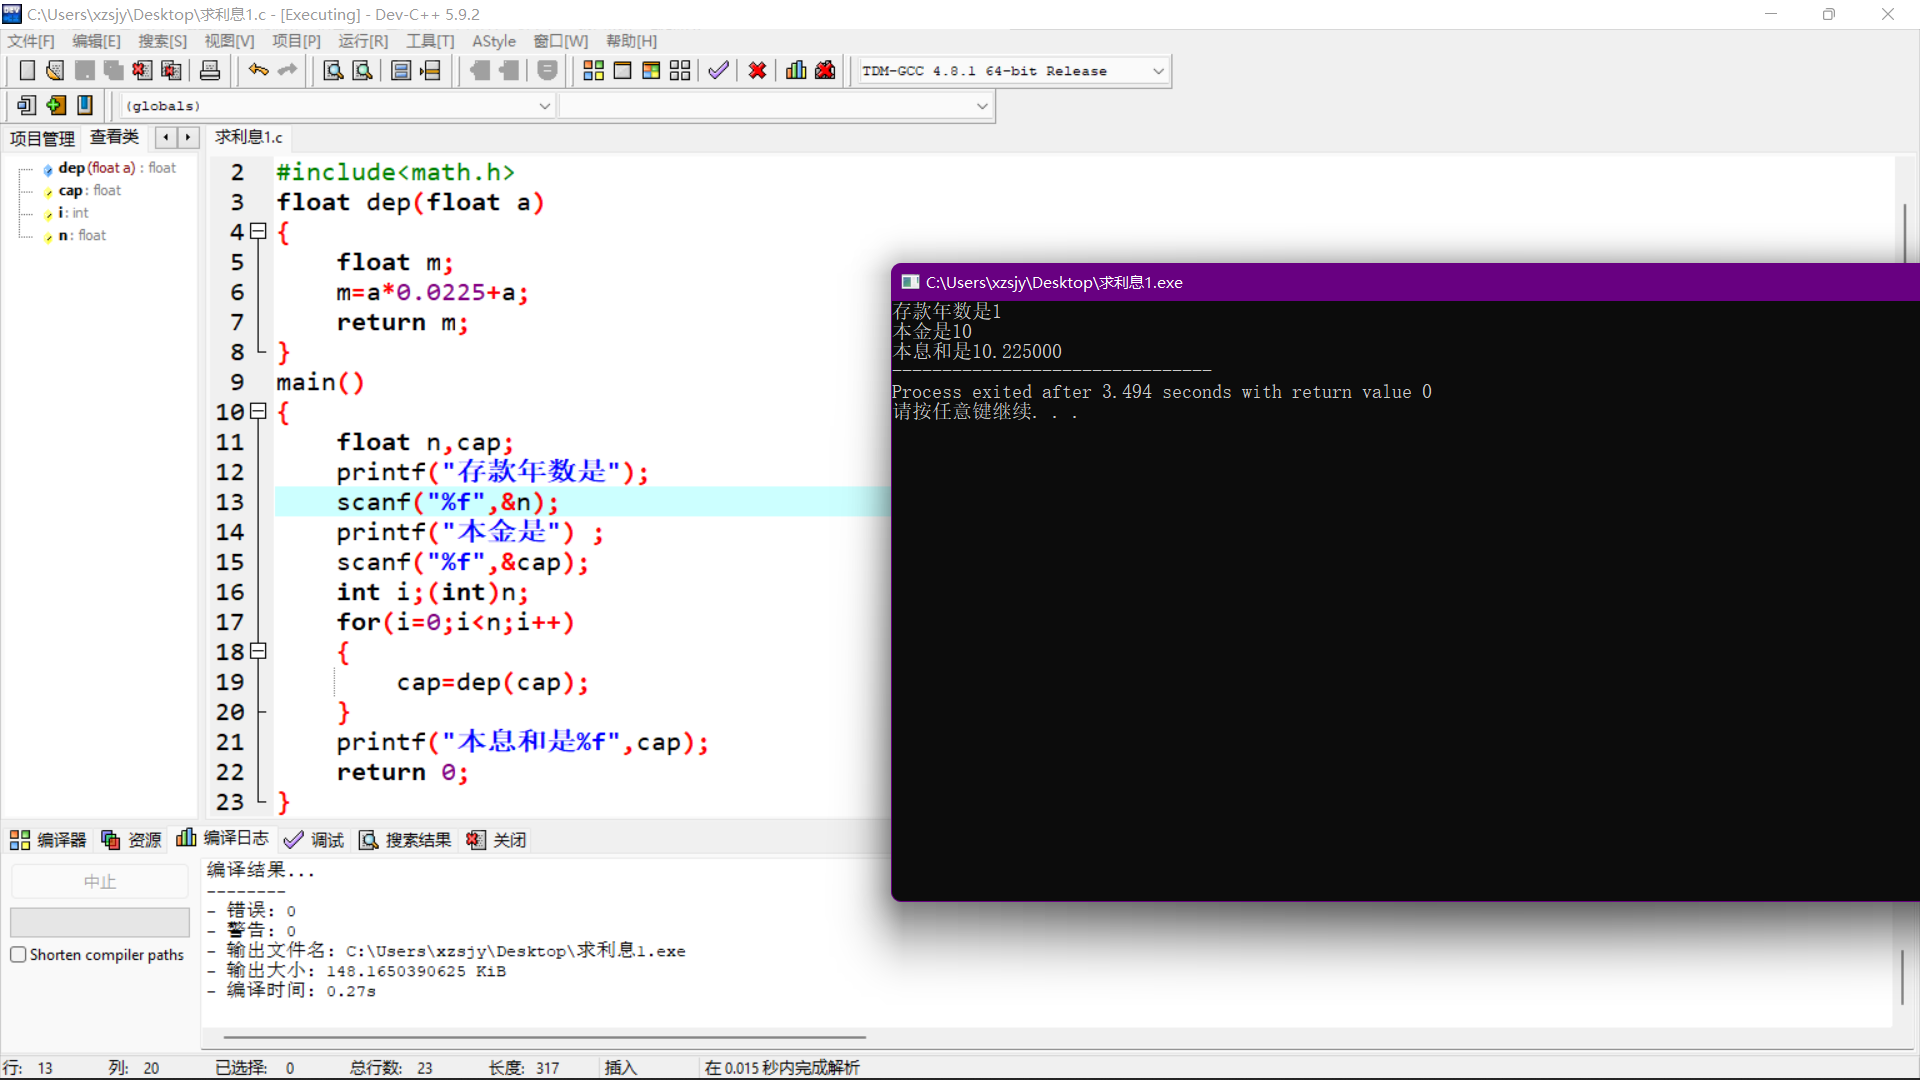 C:\Users\xzsjy\Desktop\求利息1.c - [Executing] - Dev-C++ 5.9.2
文件[F] 编辑[E] 搜索[S] 视图[V] 项目[P] 运行[R] 工具[T] AStyle 窗口[W] 帮助[H]
TDM-GCC 4.8.1 64-bit Release
(globals)
项目管理 查看类 求利息1.c
dep (float a) : float
cap : float
i : int
n : float
2 #include<math.h>
3 float dep(float a)
4 {
5 float m;
6 m=a*0.0225+a;
7 return m;
8 }
9 main()
10 {
11 float n,cap;
12 printf("存款年数是");
13 scanf("%f",&n);
14 printf("本金是") ;
15 scanf("%f",&cap);
16 int i;(int)n;
17 for(i=0;i<n;i++)
18 {
19 cap=dep(cap);
20 }
21 printf("本息和是%f",cap);
22 return 0;
23 }
C:\Users\xzsjy\Desktop\求利息1.exe
存款年数是1
本金是10
本息和是10.225000
--------------------------------
Process exited after 3.494 seconds with return value 0
请按任意键继续. . .
编译器 资源 编译日志 调试 搜索结果 关闭
中止
Shorten compiler paths
编译结果...
--------
- 错误: 0
- 警告: 0
- 输出文件名: C:\Users\xzsjy\Desktop\求利息1.exe
- 输出大小: 148.1650390625 KiB
- 编译时间: 0.27s
行: 13 列: 20 已选择: 0 总行数: 23 长度: 317 插入 在 0.015 秒内完成解析